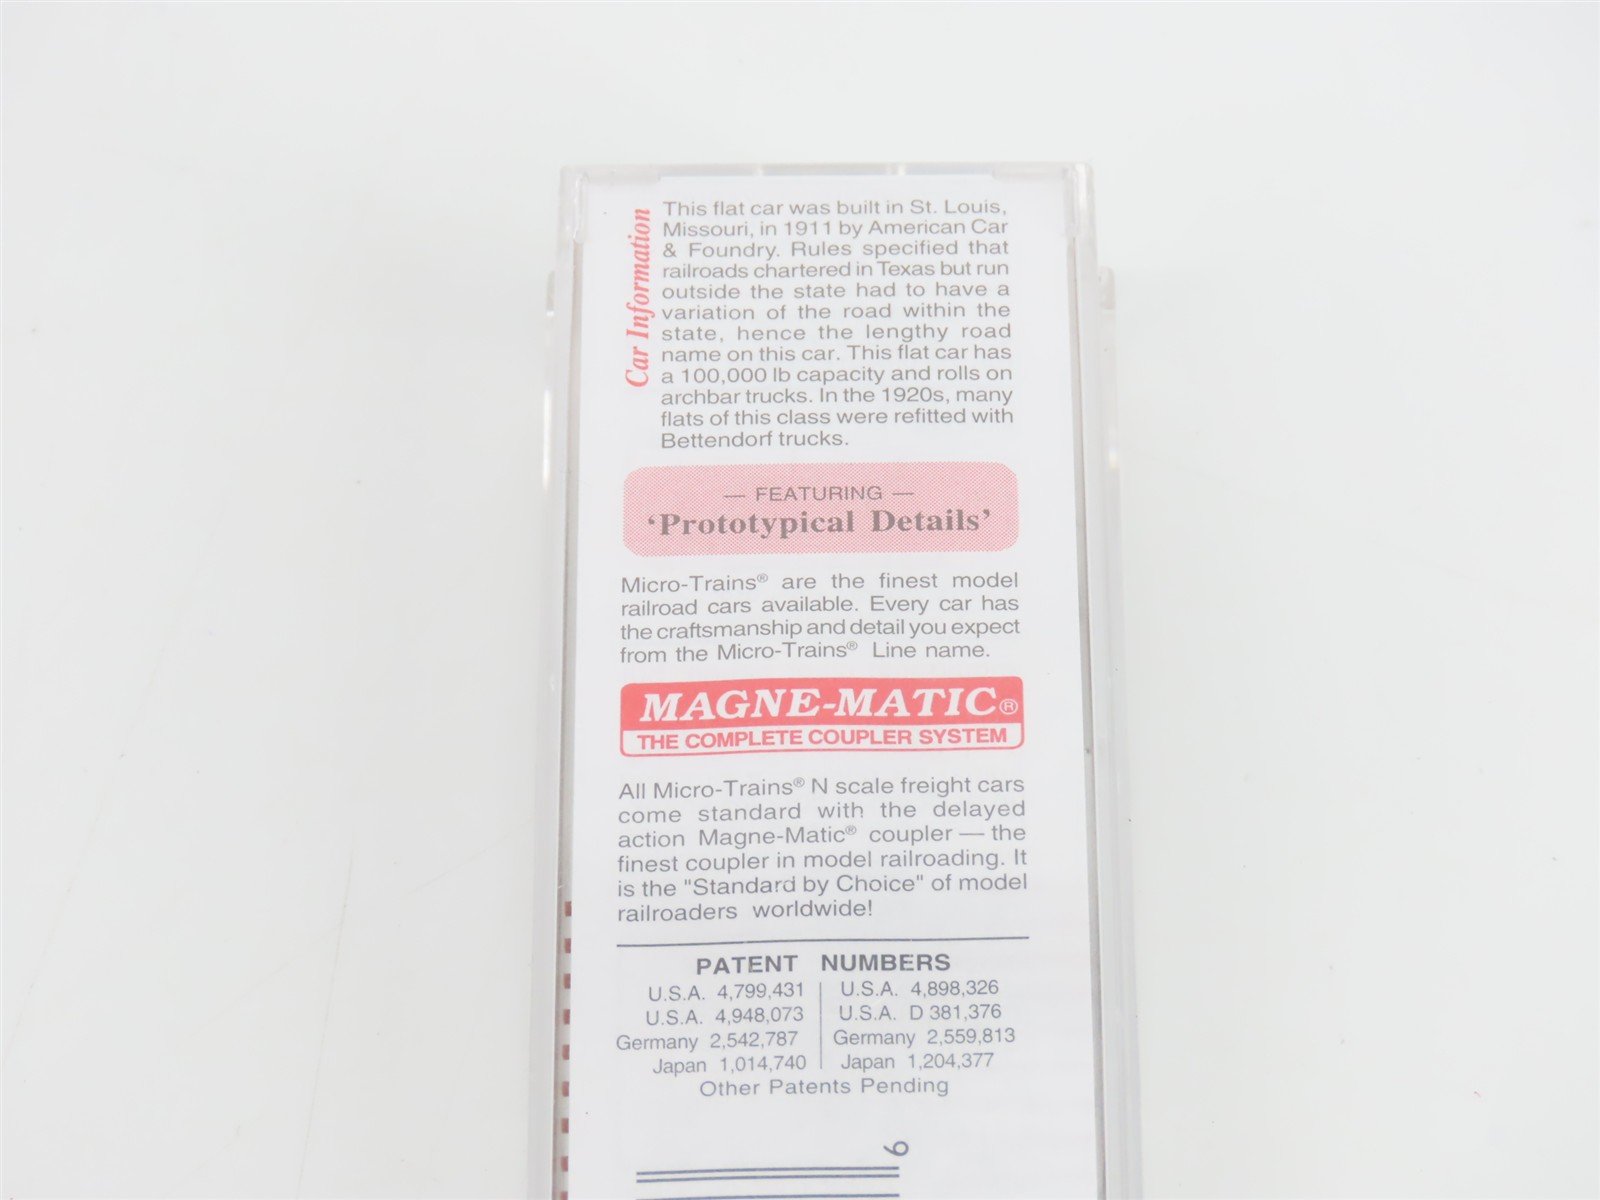 Car Information
This flat car was built in St. Louis,
Missouri, in 1911 by American Car
& Foundry. Rules specified that
railroads chartered in Texas but run
outside the state had to have a
variation of the road within the
state, hence the lengthy road
name on this car. This flat car has
a 100,000 lb capacity and rolls on
archbar trucks. In the 1920s, many
flats of this class were refitted with
Bettendorf trucks.
— FEATURING —
‘Prototypical Details’
Micro-Trains® are the finest model
railroad cars available. Every car has
the craftsmanship and detail you expect
from the Micro-Trains® Line name.
MAGNE-MATIC®
THE COMPLETE COUPLER SYSTEM
All Micro-Trains® N scale freight cars
come standard with the delayed
action Magne-Matic® coupler — the
finest coupler in model railroading. It
is the "Standard by Choice" of model
railroaders worldwide!
PATENT NUMBERS
U.S.A. 4,799,431 | U.S.A. 4,898,326
U.S.A. 4,948,073 | U.S.A. D 381,376
Germany 2,542,787 | Germany 2,559,813
Japan 1,014,740 | Japan 1,204,377
Other Patents Pending
6